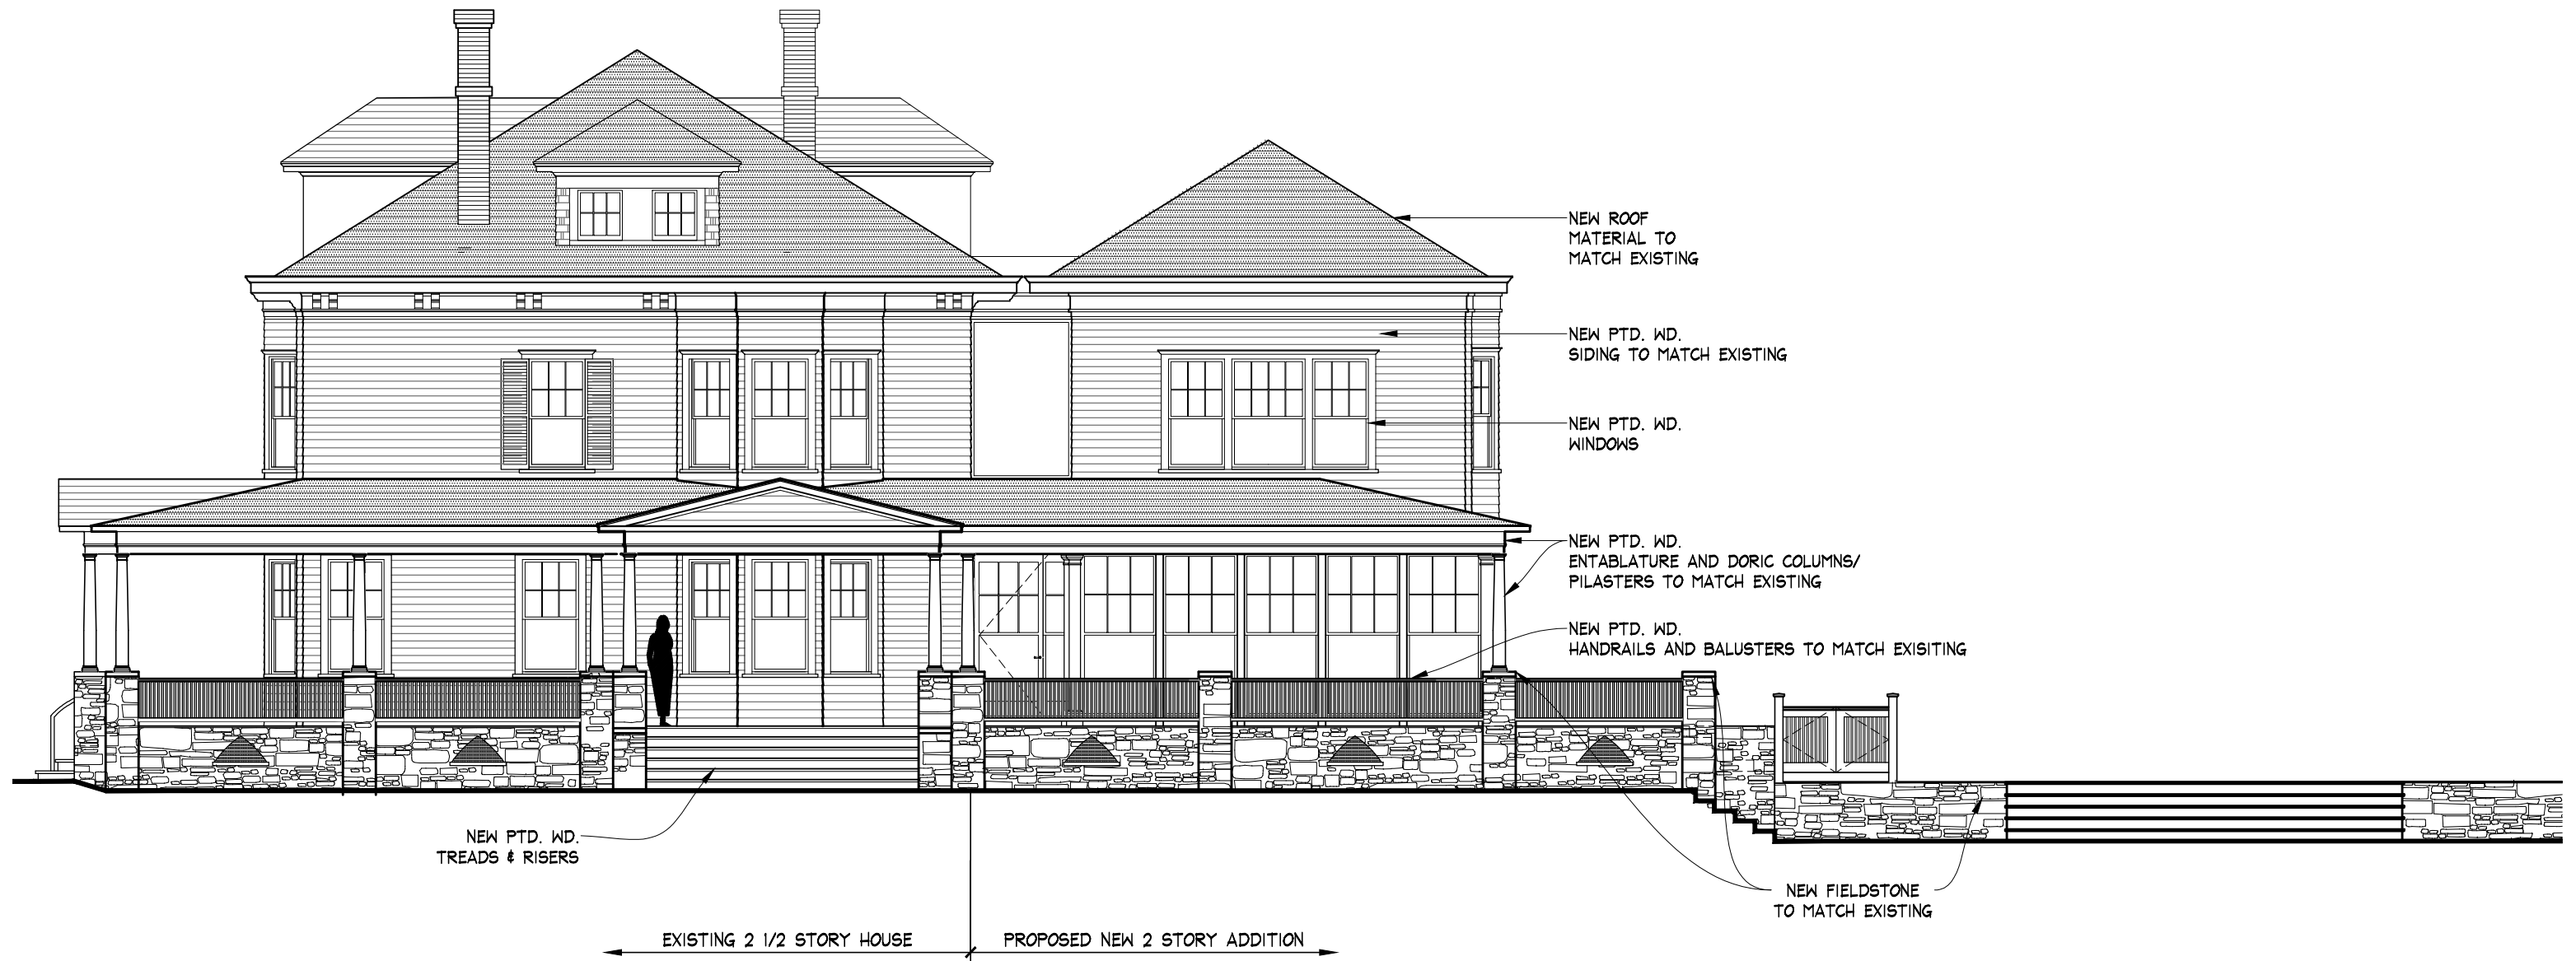 NEW ROOF
MATERIAL TO
MATCH EXISTING
NEW PTD. WD.
SIDING TO MATCH EXISTING
NEW PTD. WD.
WINDOWS
NEW PTD. WD.
ENTABLATURE AND DORIC COLUMNS/
PILASTERS TO MATCH EXISTING
NEW PTD. WD.
HANDRAILS AND BALUSTERS TO MATCH EXISITING
NEW PTD. WD.
TREADS & RISERS
NEW FIELDSTONE
TO MATCH EXISTING
EXISTING 2 1/2 STORY HOUSE
PROPOSED NEW 2 STORY ADDITION